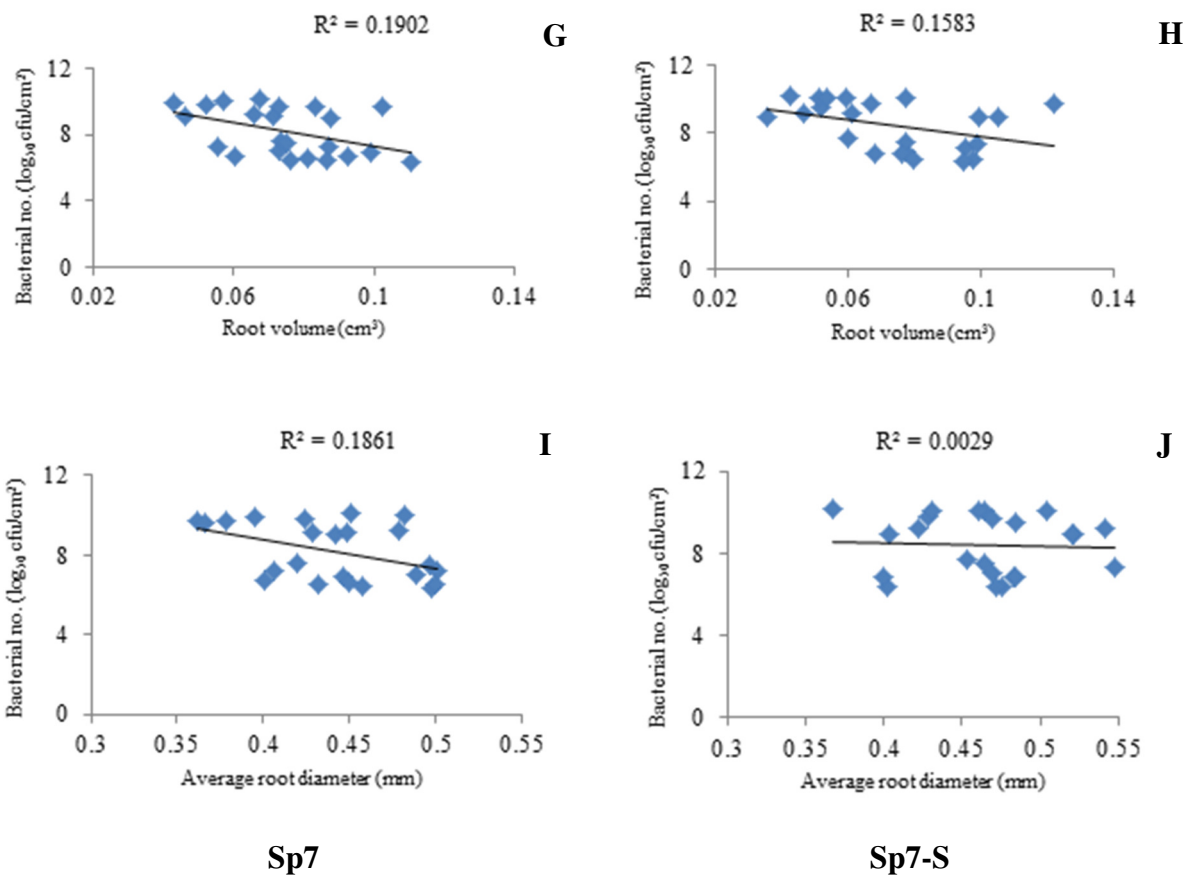 R² = 0.1902
G
Bacterial no. (log₁₀ cfu/cm²)
12
8
4
0
0.02 0.06 0.1 0.14
Root volume (cm³)
R² = 0.1583
H
Bacterial no. (log₁₀ cfu/cm²)
12
8
4
0
0.02 0.06 0.1 0.14
Root volume (cm³)
R² = 0.1861
I
Bacterial no. (log₁₀ cfu/cm²)
12
8
4
0
0.3 0.35 0.4 0.45 0.5 0.55
Average root diameter (mm)
R² = 0.0029
J
Bacterial no. (log₁₀ cfu/cm²)
12
8
4
0
0.3 0.35 0.4 0.45 0.5 0.55
Average root diameter (mm)
Sp7
Sp7-S